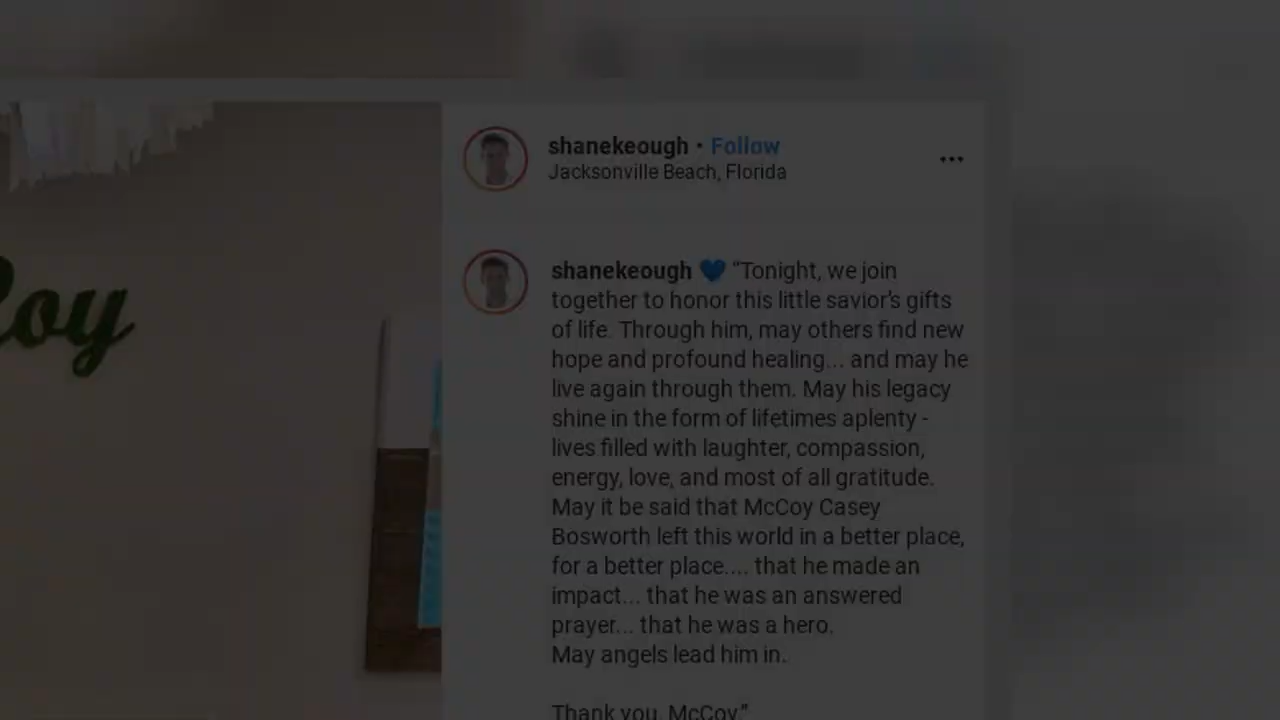 Coy
shanekeough • Follow
Jacksonville Beach, Florida
shanekeough 💙 “Tonight, we join
together to honor this little savior's gifts
of life. Through him, may others find new
hope and profound healing... and may he
live again through them. May his legacy
shine in the form of lifetimes aplenty -
lives filled with laughter, compassion,
energy, love, and most of all gratitude.
May it be said that McCoy Casey
Bosworth left this world in a better place,
for a better place.... that he made an
impact... that he was an answered
prayer... that he was a hero.
May angels lead him in.
Thank you, McCoy.”